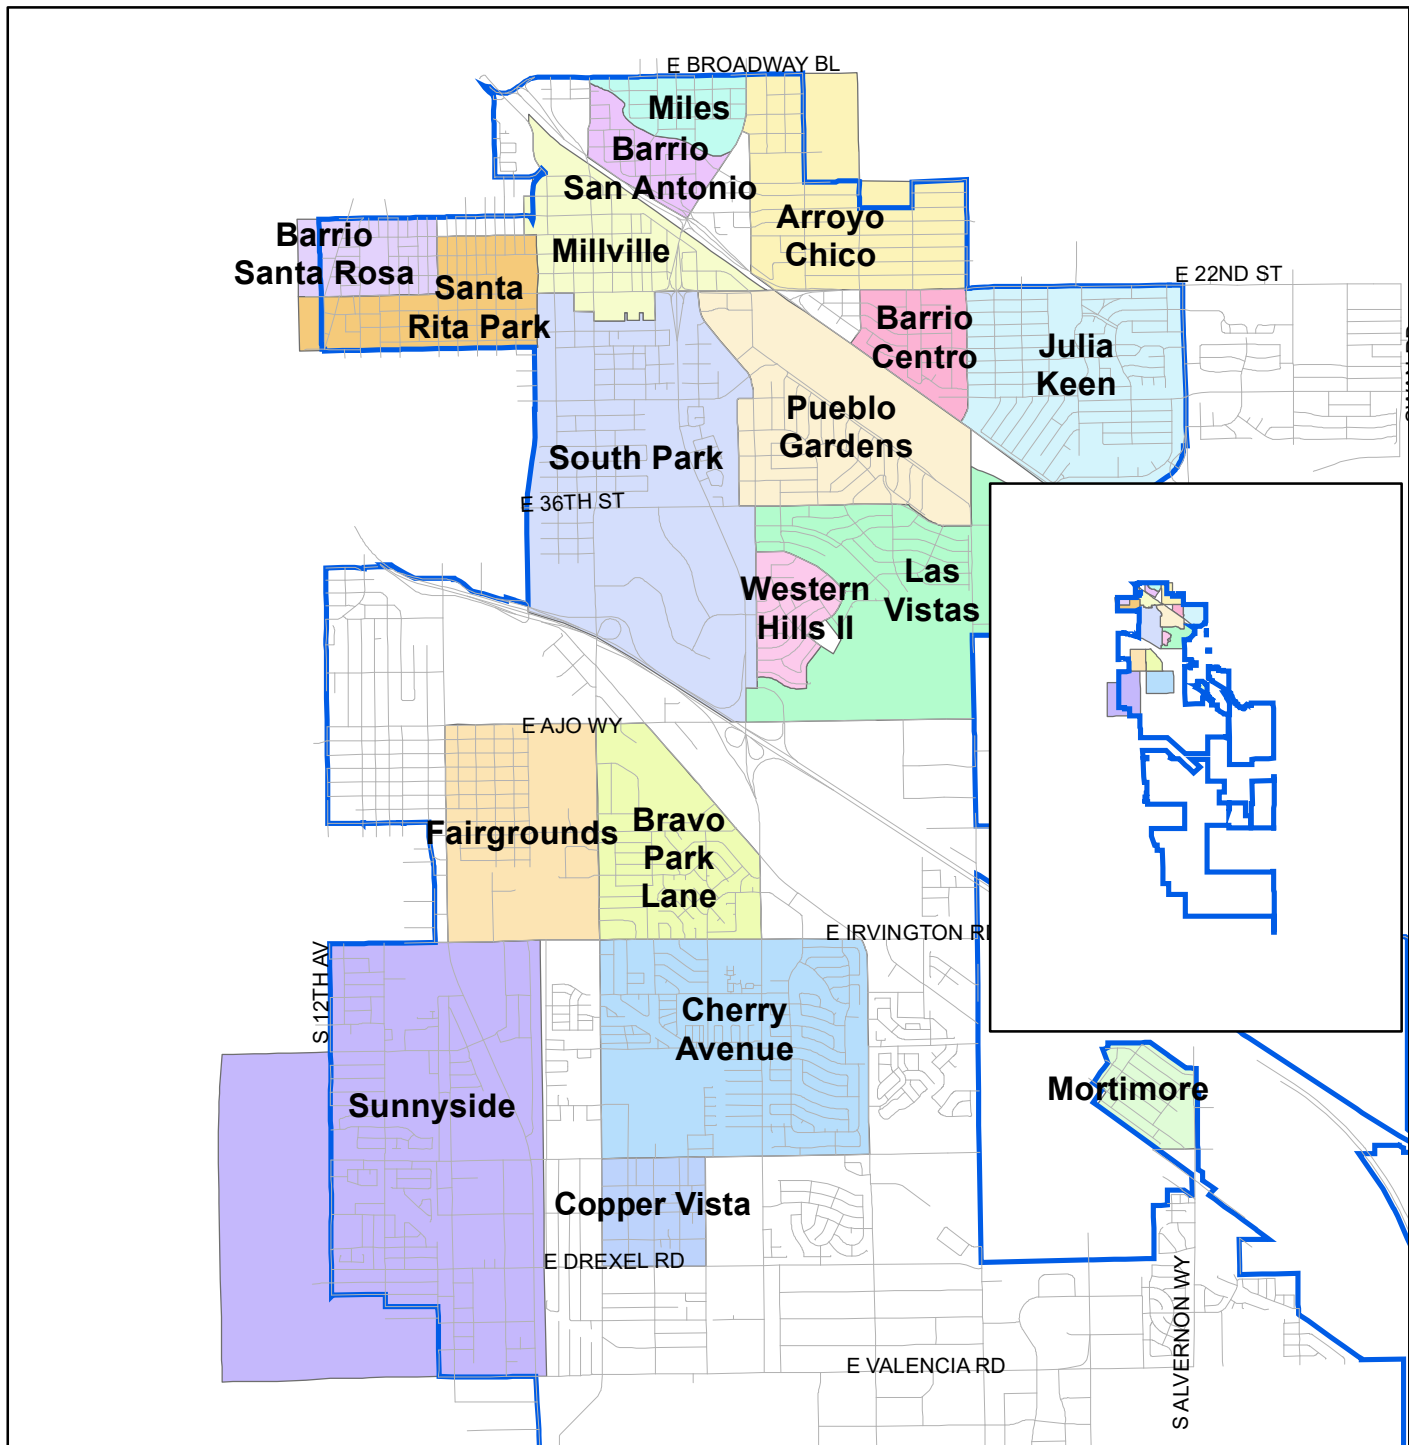 E BROADWAY BL
Miles
Barrio
San Antonio
Arroyo
Chico
Barrio
Santa Rosa
Millville
Santa
Rita Park
E 22ND ST
Barrio
Centro
Julia
Keen
Pueblo
Gardens
South Park
E 36TH ST
Western
Hills II
Las
Vistas
E AJO WY
Fairgrounds
Bravo
Park
Lane
E IRVINGTON
S 12TH AV
Cherry
Avenue
Sunnyside
Mortimore
Copper Vista
E DREXEL RD
S ALVERNON WY
E VALENCIA RD